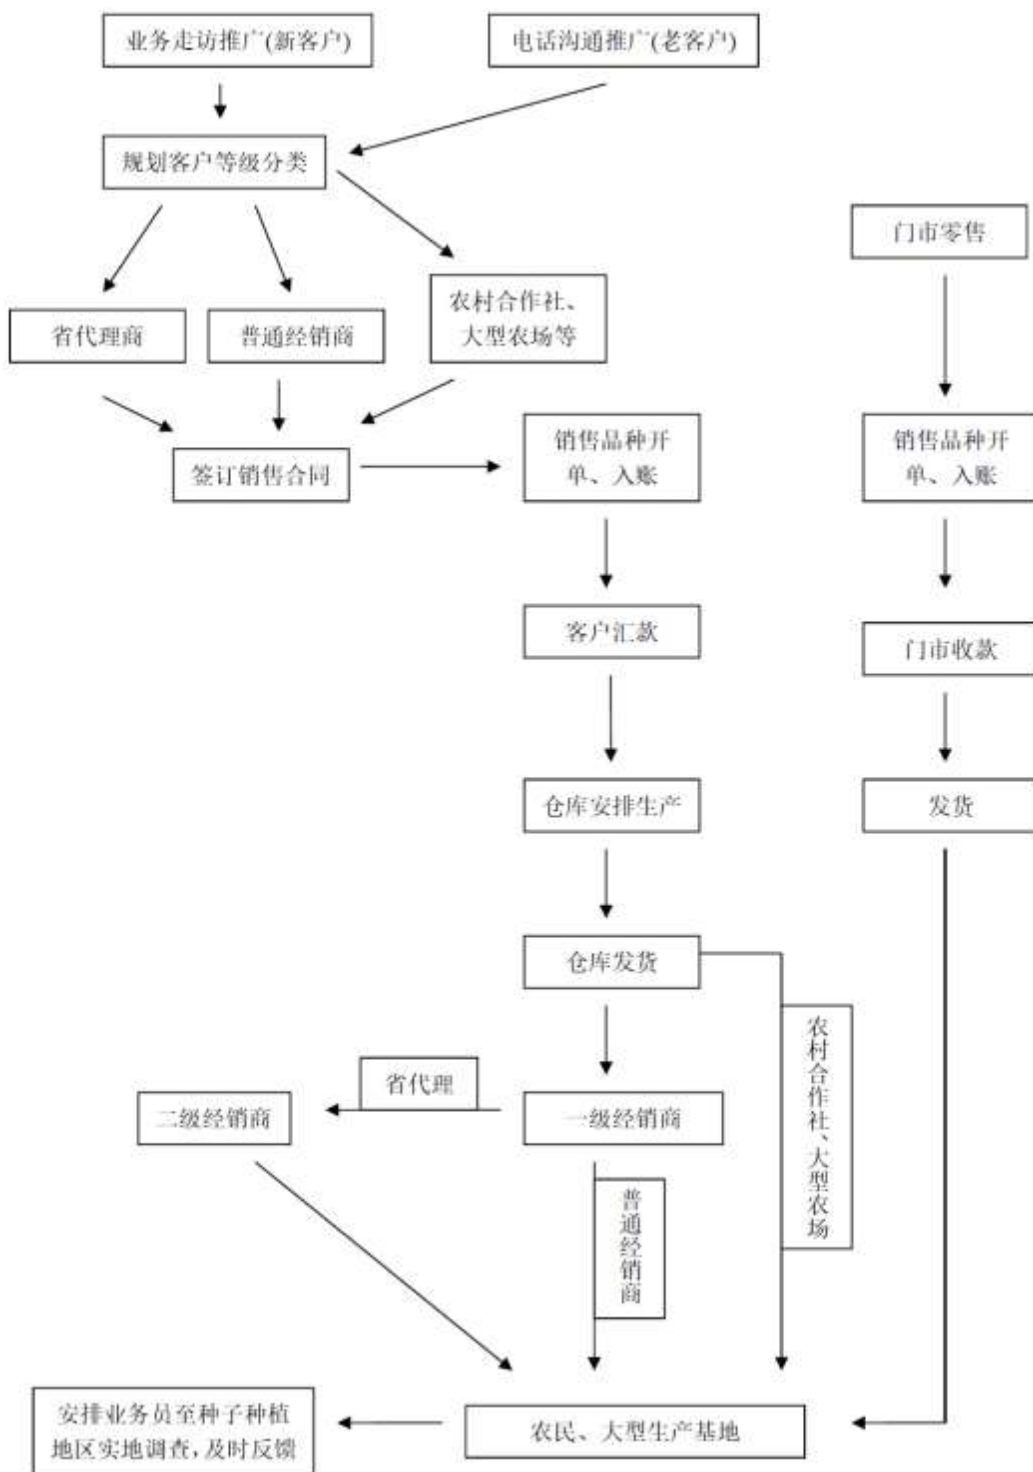 业务走访推广(新客户)
电话沟通推广(老客户)
规划客户等级分类
门市零售
省代理商
普通经销商
农村合作社、
大型农场等
签订销售合同
销售品种开
单、入账
销售品种开
单、入账
客户汇款
门市收款
仓库安排生产
发货
仓库发货
农村合作社、大型农场
省代理
二级经销商
一级经销商
普通经销商
安排业务员至种子种植
地区实地调查,及时反馈
农民、大型生产基地